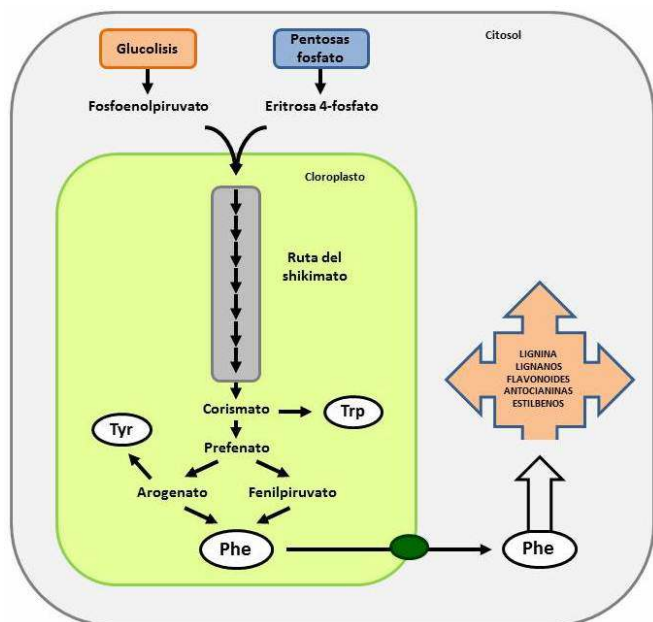 Citosol
Glucolisis
Pentosas
fosfato
Fosfoenolpiruvato
Eritrosa 4-fosfato
Cloroplasto
Ruta del
shikimato
Corismato
Trp
Tyr
Prefenato
Arogenato
Fenilpiruvato
Phe
Phe
LIGNINA
LIGNANOS
FLAVONOIDES
ANTOCIANINAS
ESTILBENOS